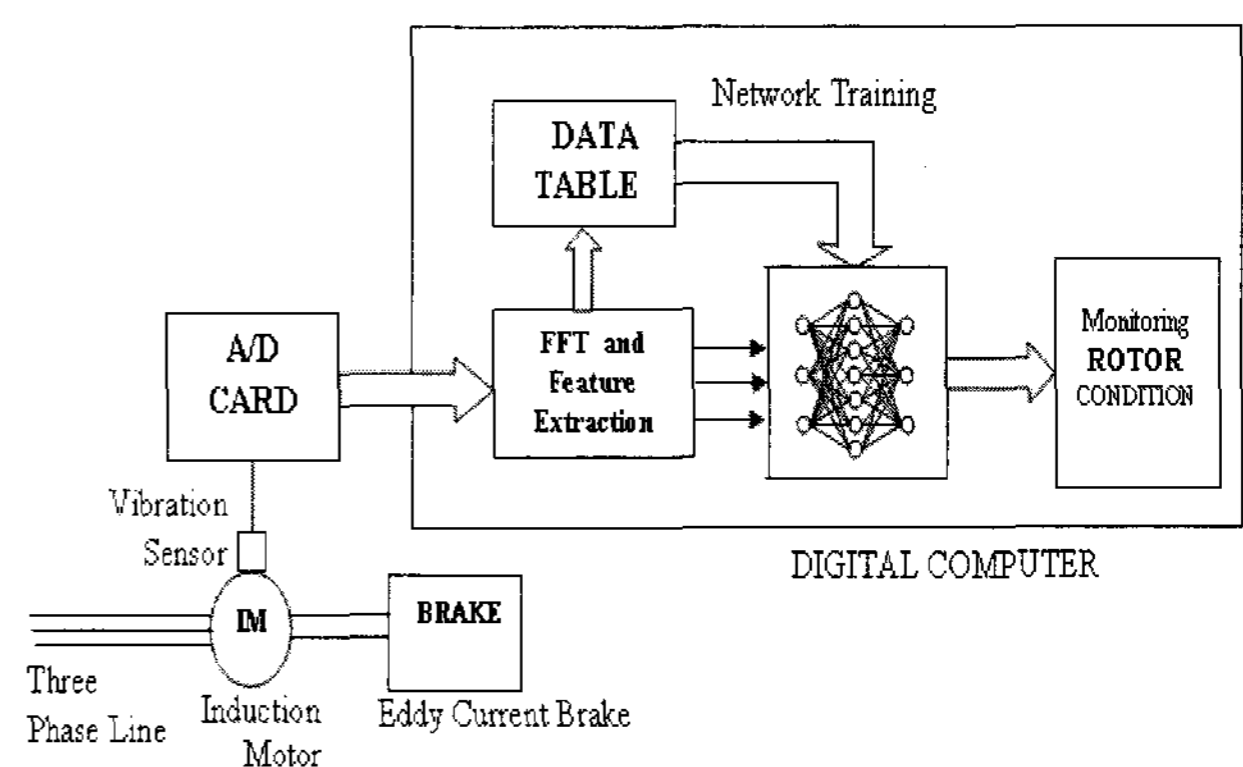 Network Training
DATA
TABLE
A/D
CARD
FFT and
Feature
Extraction
Monitoring
ROTOR
CONDITION
Vibration
Sensor
DIGITAL COMPUTER
IM
BRAKE
Three
Phase Line
Induction
Motor
Eddy Current Brake